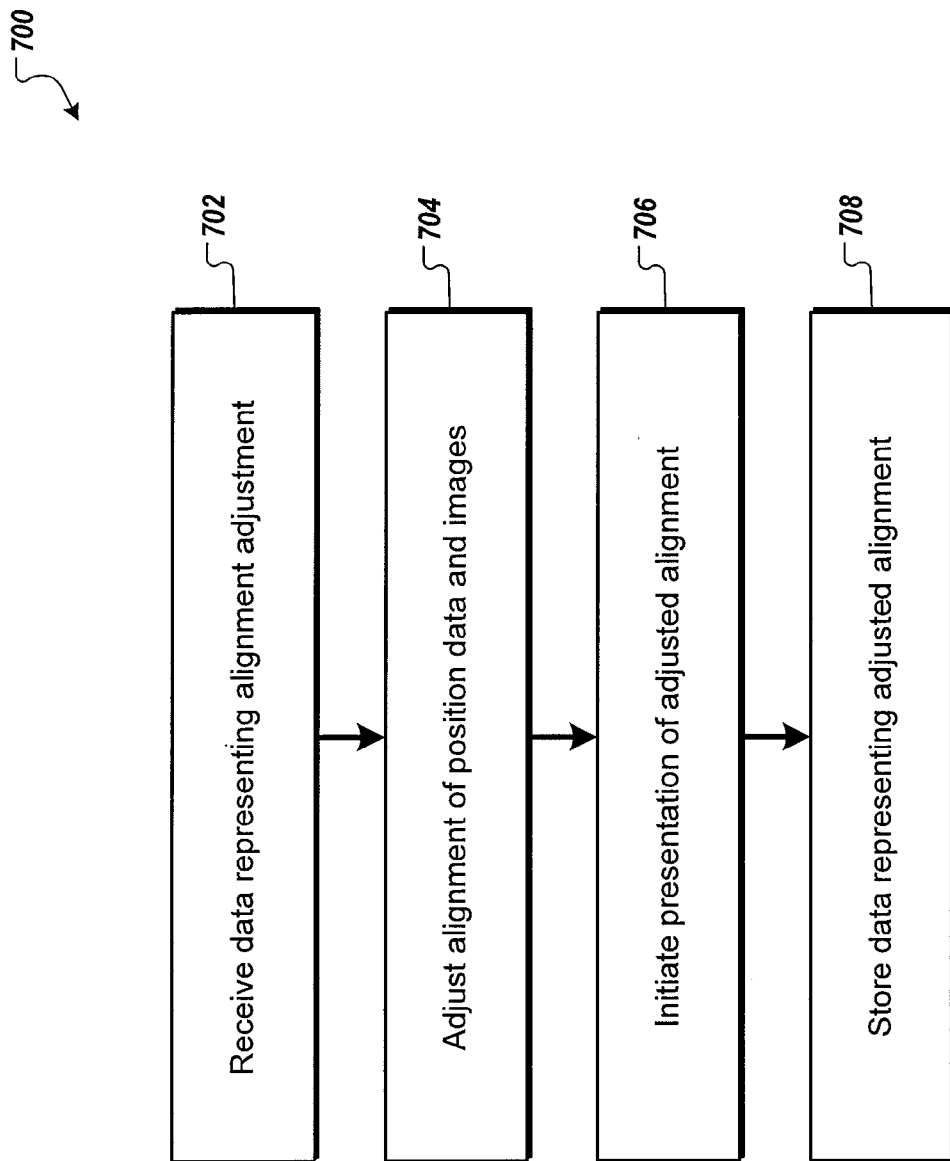 700
702
Receive data representing alignment adjustment
704
Adjust alignment of position data and images
706
Initiate presentation of adjusted alignment
708
Store data representing adjusted alignment